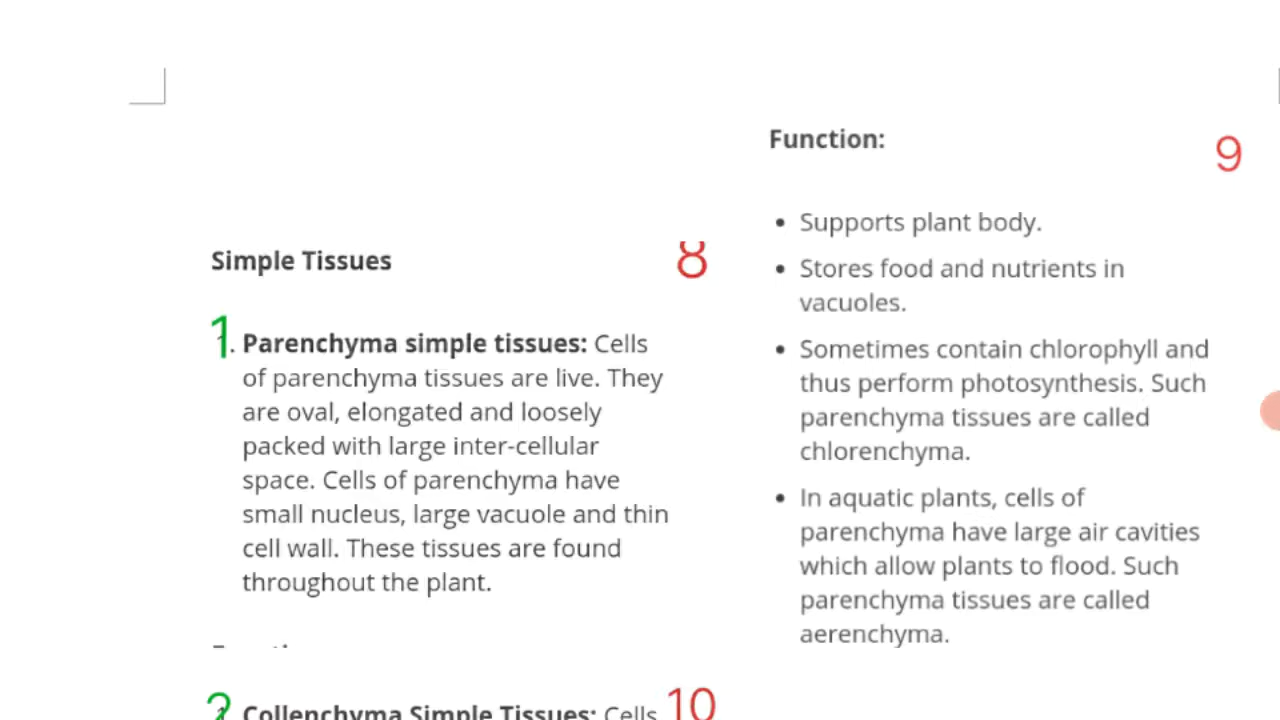 Simple Tissues
8
1. Parenchyma simple tissues: Cells
of parenchyma tissues are live. They
are oval, elongated and loosely
packed with large inter-cellular
space. Cells of parenchyma have
small nucleus, large vacuole and thin
cell wall. These tissues are found
throughout the plant.
2 Collenchyma Simple Tissues: Cells
10
Function:
9
• Supports plant body.
• Stores food and nutrients in
vacuoles.
• Sometimes contain chlorophyll and
thus perform photosynthesis. Such
parenchyma tissues are called
chlorenchyma.
• In aquatic plants, cells of
parenchyma have large air cavities
which allow plants to flood. Such
parenchyma tissues are called
aerenchyma.